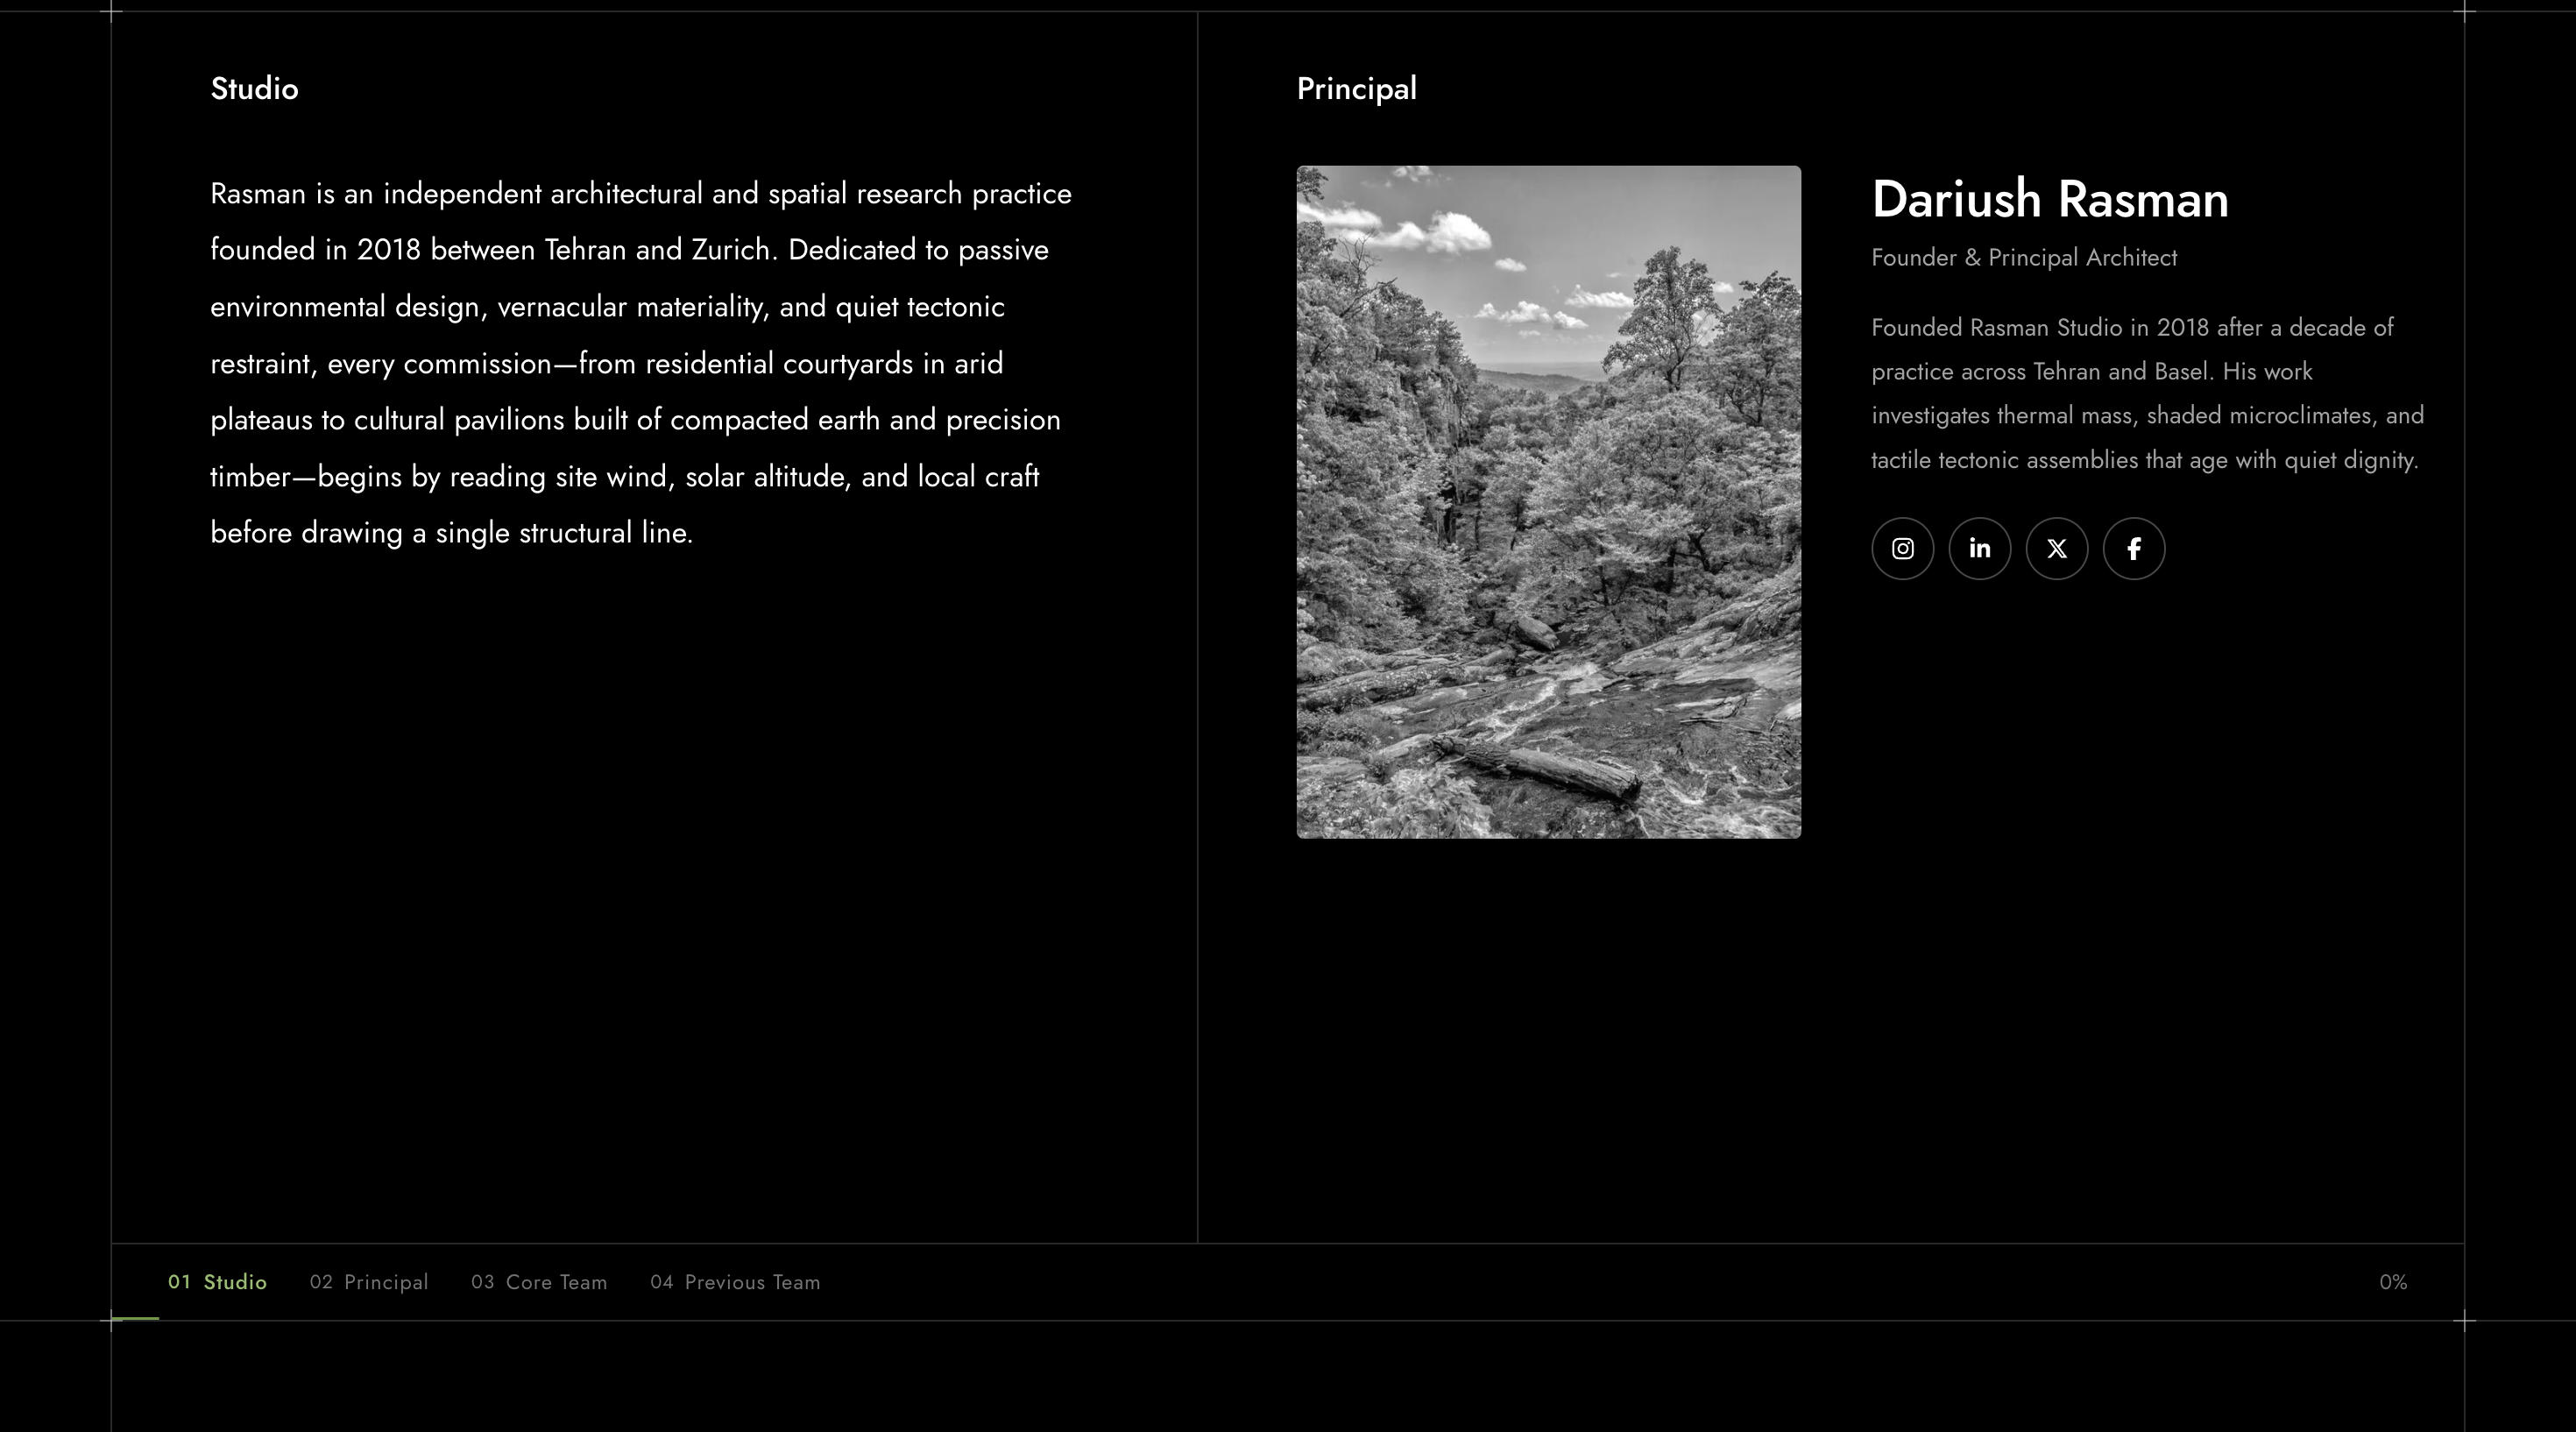 Studio
Rasman is an independent architectural and spatial research practice
founded in 2018 between Tehran and Zurich. Dedicated to passive
environmental design, vernacular materiality, and quiet tectonic
restraint, every commission—from residential courtyards in arid
plateaus to cultural pavilions built of compacted earth and precision
timber—begins by reading site wind, solar altitude, and local craft
before drawing a single structural line.
Principal
Dariush Rasman
Founder & Principal Architect
Founded Rasman Studio in 2018 after a decade of
practice across Tehran and Basel. His work
investigates thermal mass, shaded microclimates, and
tactile tectonic assemblies that age with quiet dignity.
01 Studio 02 Principal 03 Core Team 04 Previous Team 0%